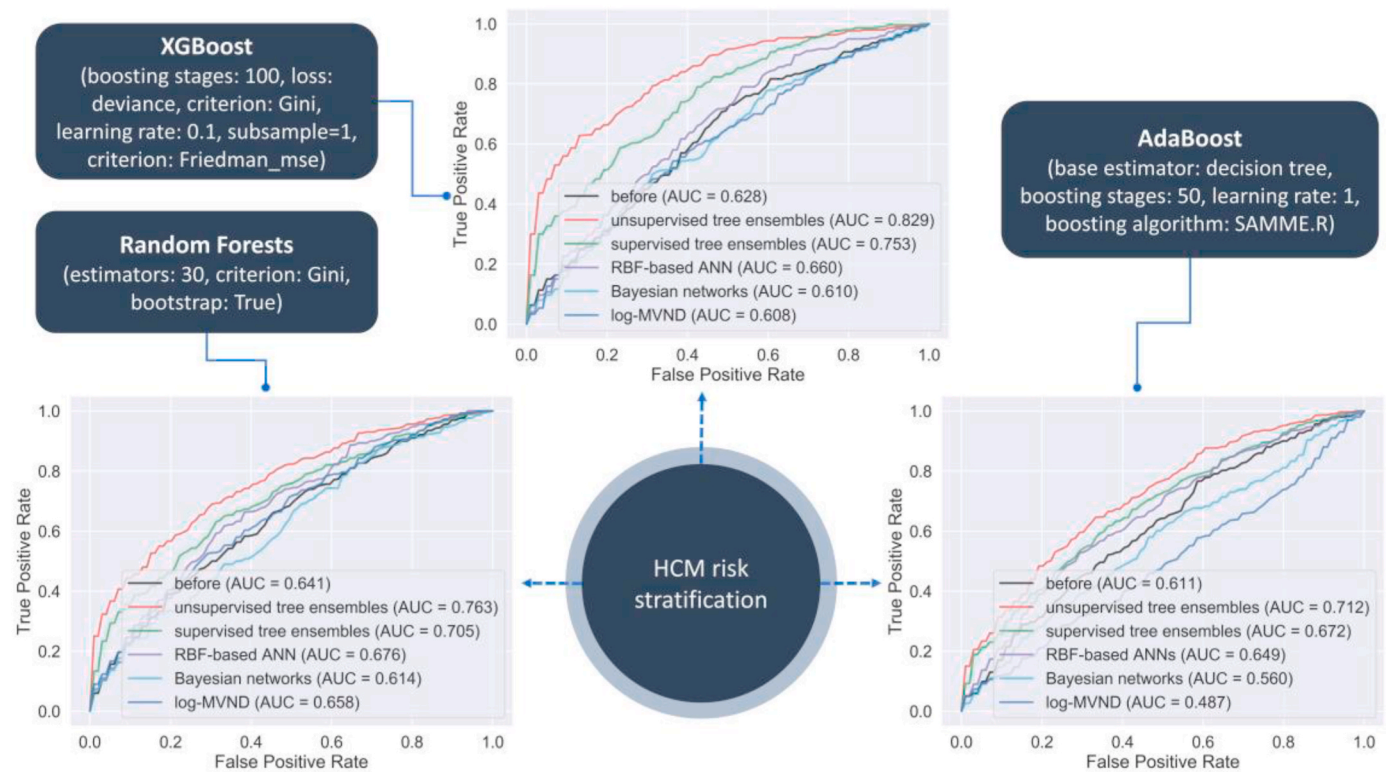 XGBoost
(boosting stages: 100, loss:
deviance, criterion: Gini,
learning rate: 0.1, subsample=1,
criterion: Friedman_mse)
Random Forests
(estimators: 30, criterion: Gini,
bootstrap: True)
AdaBoost
(base estimator: decision tree,
boosting stages: 50, learning rate: 1,
boosting algorithm: SAMME.R)
True Positive Rate
1.0
0.8
0.6
0.4
0.2
0.0
before (AUC = 0.628)
unsupervised tree ensembles (AUC = 0.829)
supervised tree ensembles (AUC = 0.753)
RBF-based ANN (AUC = 0.660)
Bayesian networks (AUC = 0.610)
log-MVND (AUC = 0.608)
0.0 0.2 0.4 0.6 0.8 1.0
False Positive Rate
True Positive Rate
1.0
0.8
0.6
0.4
0.2
0.0
before (AUC = 0.641)
unsupervised tree ensembles (AUC = 0.763)
supervised tree ensembles (AUC = 0.705)
RBF-based ANN (AUC = 0.676)
Bayesian networks (AUC = 0.614)
log-MVND (AUC = 0.658)
0.0 0.2 0.4 0.6 0.8 1.0
False Positive Rate
HCM risk
stratification
True Positive Rate
1.0
0.8
0.6
0.4
0.2
0.0
before (AUC = 0.611)
unsupervised tree ensembles (AUC = 0.712)
supervised tree ensembles (AUC = 0.672)
RBF-based ANNs (AUC = 0.649)
Bayesian networks (AUC = 0.560)
log-MVND (AUC = 0.487)
0.0 0.2 0.4 0.6 0.8 1.0
False Positive Rate